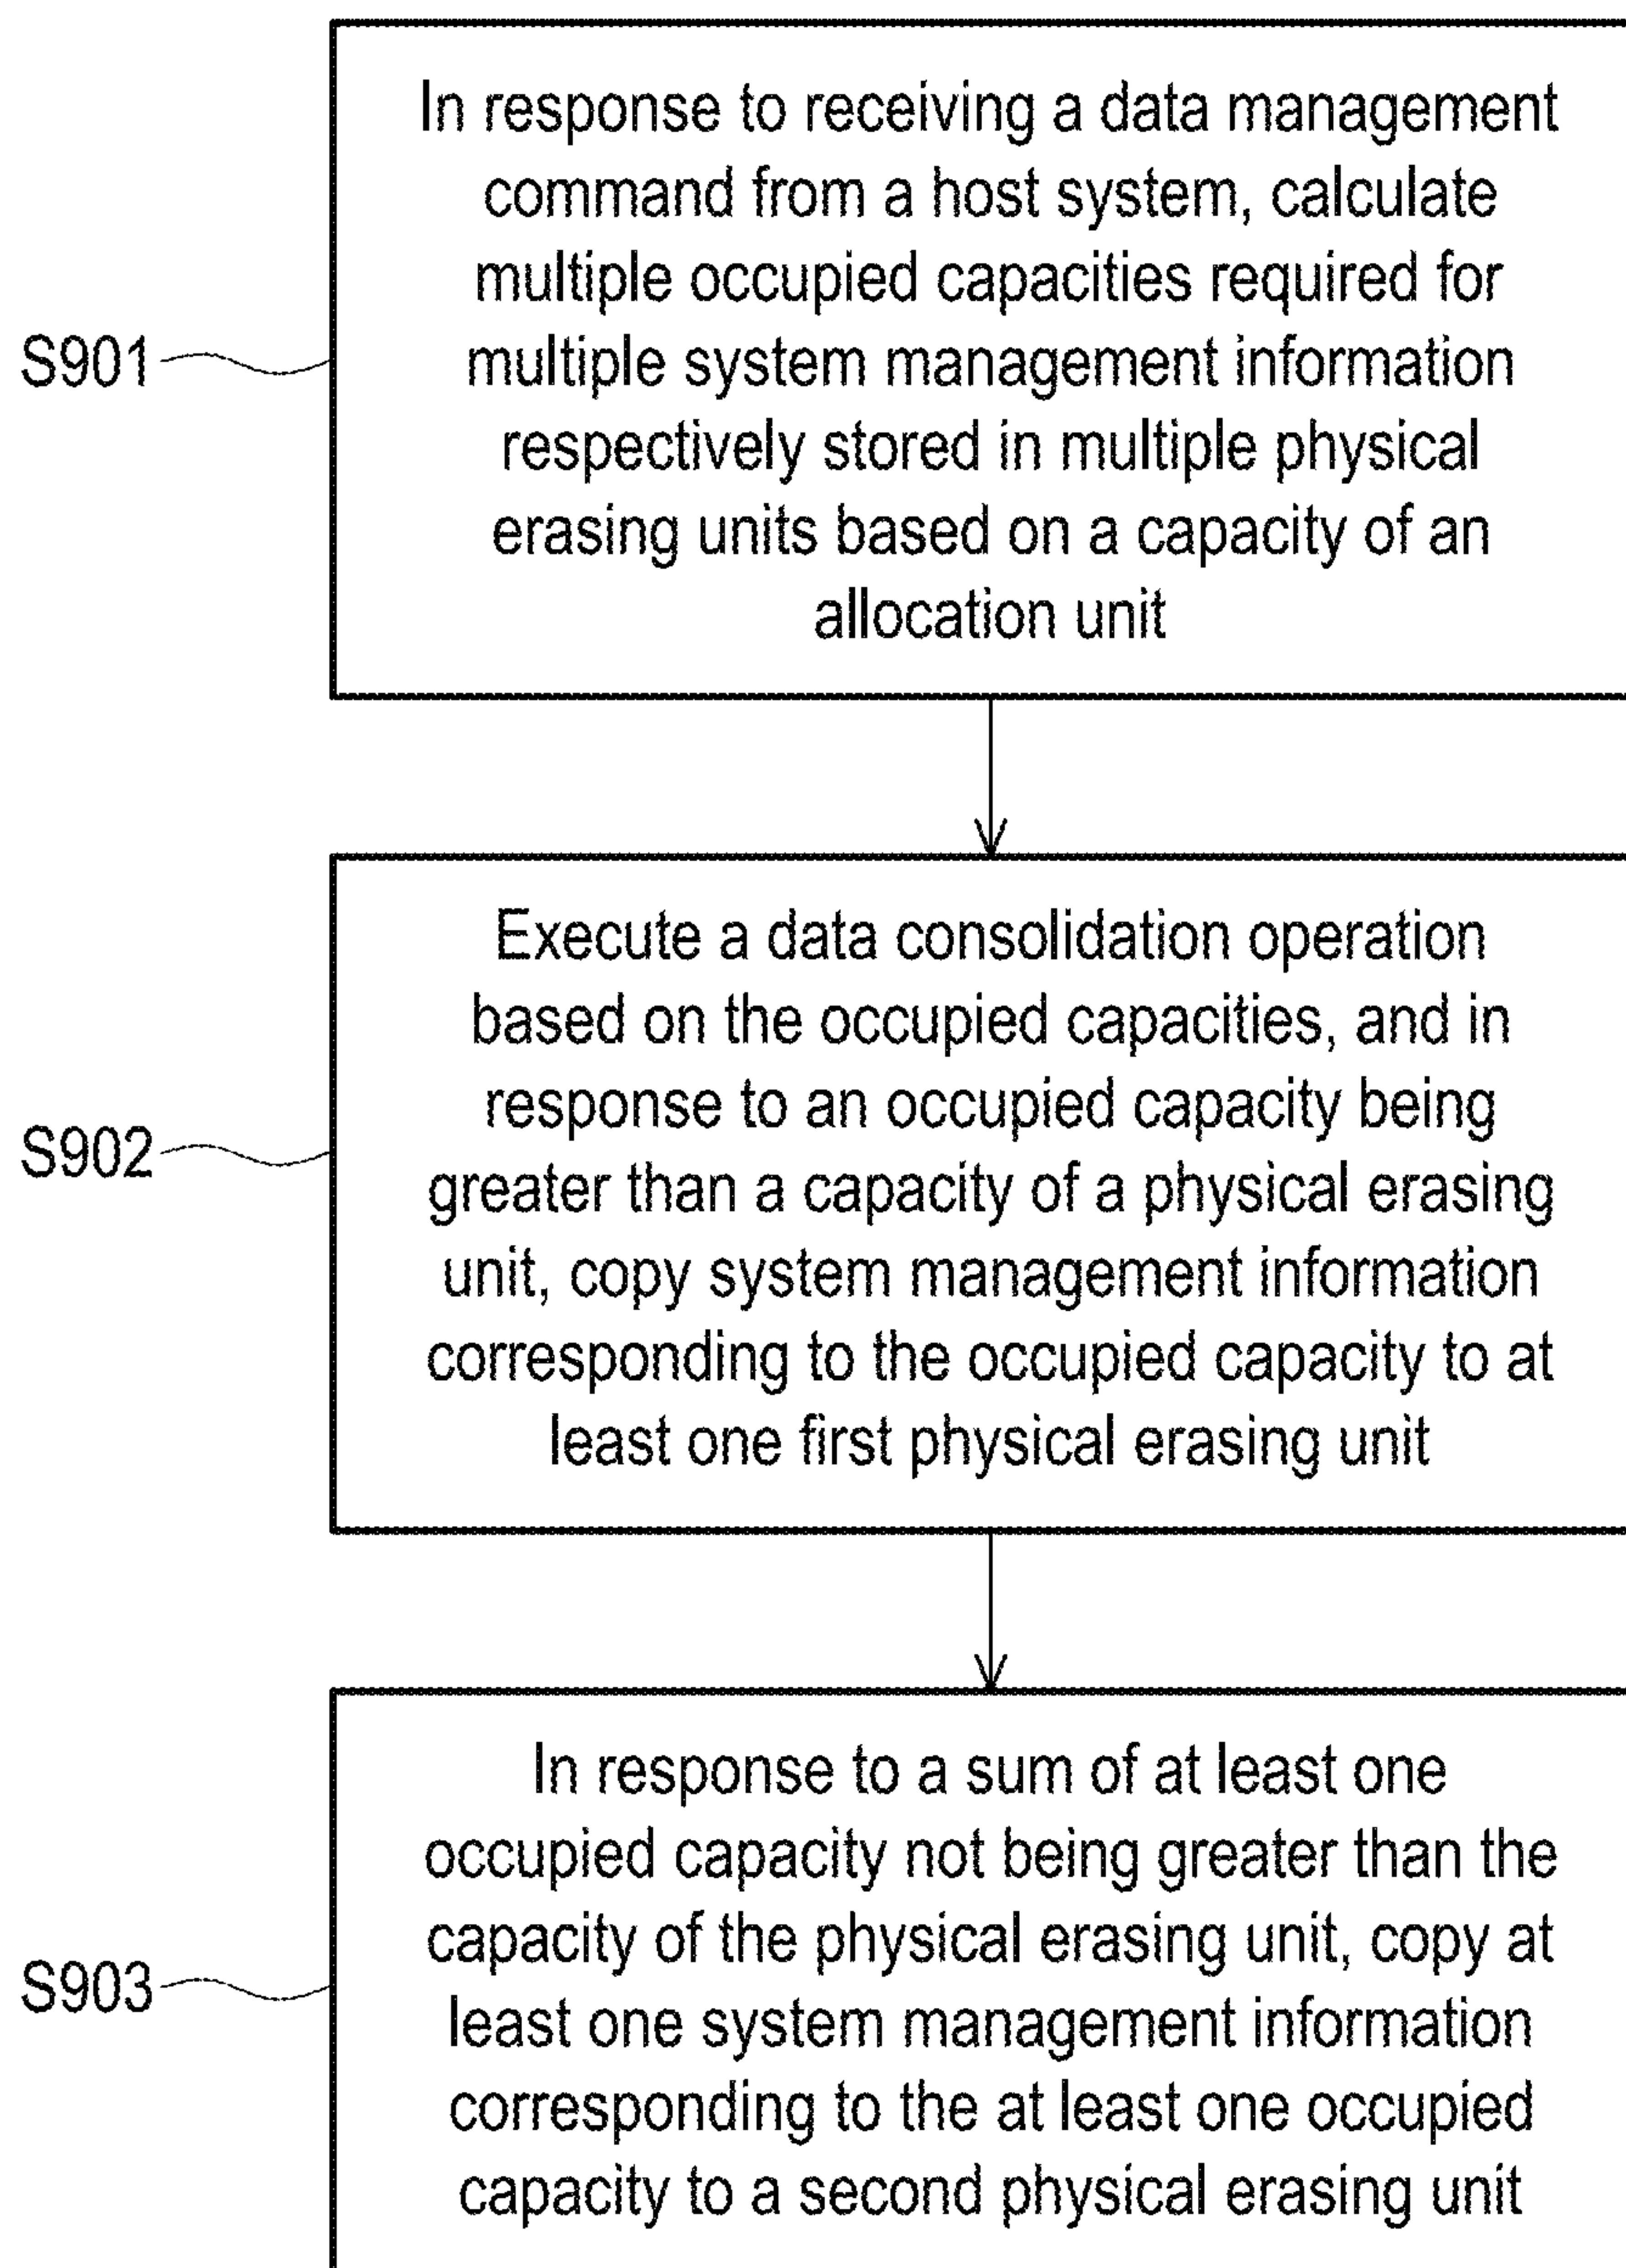 In response to receiving a data management
command from a host system, calculate
multiple occupied capacities required for
S901
multiple system management information
respectively stored in multiple physical
erasing units based on a capacity of an
allocation unit
Execute a data consolidation operation
based on the occupied capacities, and in
response to an occupied capacity being
S902
greater than a capacity of a physical erasing
unit, copy system management information
corresponding to the occupied capacity to at
least one first physical erasing unit
In response to a sum of at least one
occupied capacity not being greater than the
capacity of the physical erasing unit, copy at
S903
least one system management information
corresponding to the at least one occupied
capacity to a second physical erasing unit